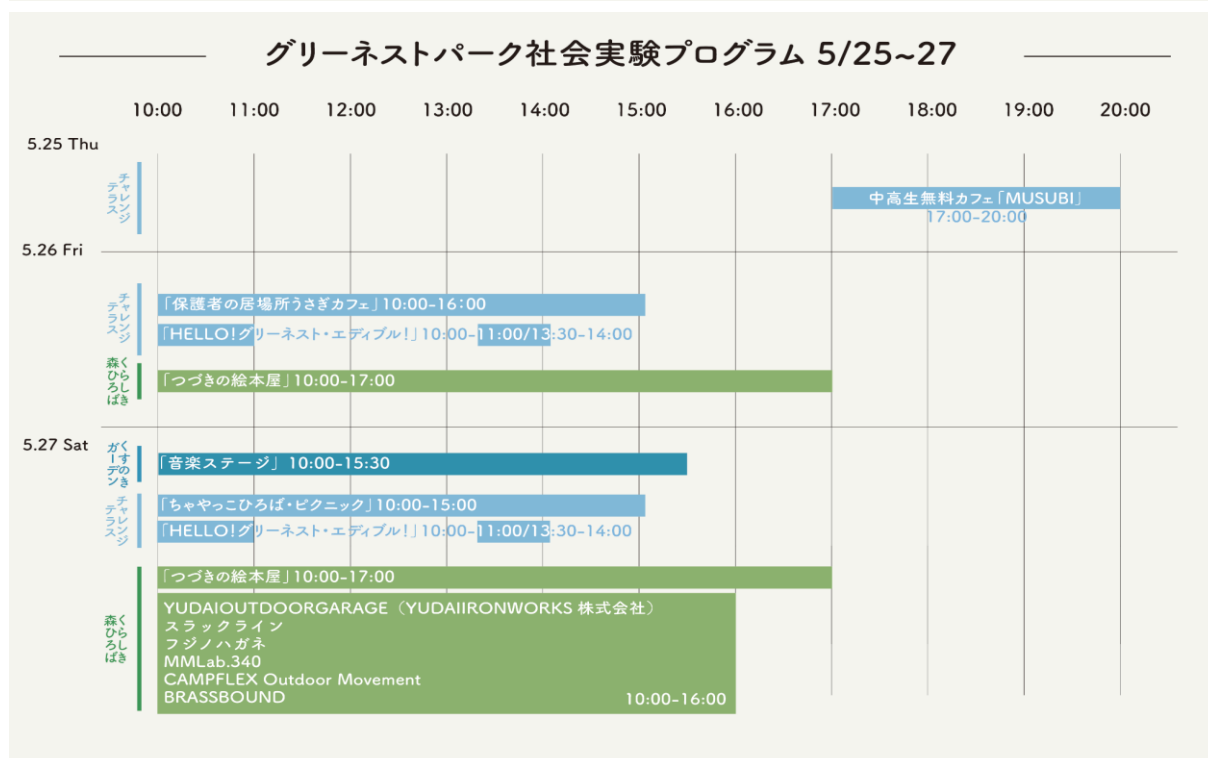 グリーネストパーク社会実験プログラム 5/25~27
10:00 11:00 12:00 13:00 14:00 15:00 16:00 17:00 18:00 19:00 20:00
5.25 Thu
チャレンジ
テラス
中高生無料カフェ「MUSUBI」
17:00-20:00
5.26 Fri
チャレンジ
テラス
「保護者の居場所うさぎカフェ」10:00-16:00
「HELLO!グリーネスト・エディブル!」10:00-11:00/13:30-14:00
くらしき
森ひろば
「つづきの絵本屋」10:00-17:00
5.27 Sat
くすのき
ガーデン
「音楽ステージ」 10:00-15:30
チャレンジ
テラス
「ちゃやっこひろば・ピクニック」10:00-15:00
「HELLO!グリーネスト・エディブル!」10:00-11:00/13:30-14:00
くらしき
森ひろば
「つづきの絵本屋」10:00-17:00
YUDAIOUTDOORGARAGE(YUDAIIRONWORKS 株式会社)
スラックライン
フジノハガネ
MMLab.340
CAMPFLEX Outdoor Movement
BRASSBOUND 10:00-16:00